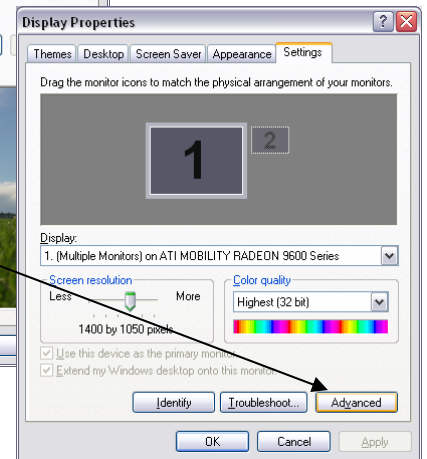 Display Properties
Themes Desktop Screen Saver Appearance Settings
Drag the monitor icons to match the physical arrangement of your monitors.
1 2
Display:
1. (Multiple Monitors) on ATI MOBILITY RADEON 9600 Series
Screen resolution
Less More
1400 by 1050 pixels
Color quality
Highest (32 bit)
Use this device as the primary monitor.
Extend my Windows desktop onto this monitor.
Identify Troubleshoot... Advanced
OK Cancel Apply